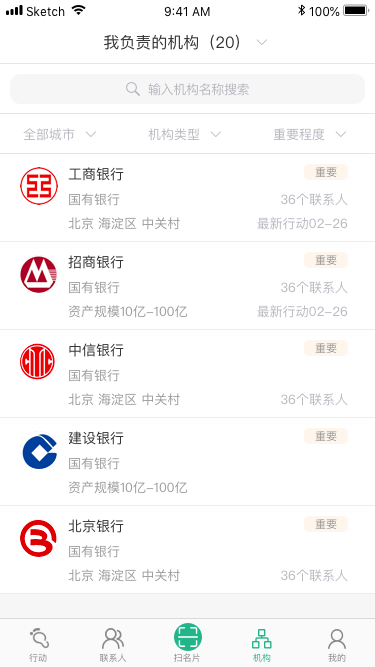 Sketch 9:41 AM 100%
我负责的机构（20）
输入机构名称搜索
全部城市 机构类型 重要程度
工商银行 重要
国有银行 36个联系人
北京 海淀区 中关村 最新行动02-26
招商银行 重要
国有银行 36个联系人
资产规模10亿-100亿 最新行动02-26
中信银行 重要
国有银行
北京 海淀区 中关村 36个联系人
建设银行 重要
国有银行
资产规模10亿-100亿
北京银行 重要
国有银行
北京 海淀区 中关村 36个联系人
行动 联系人 扫名片 机构 我的